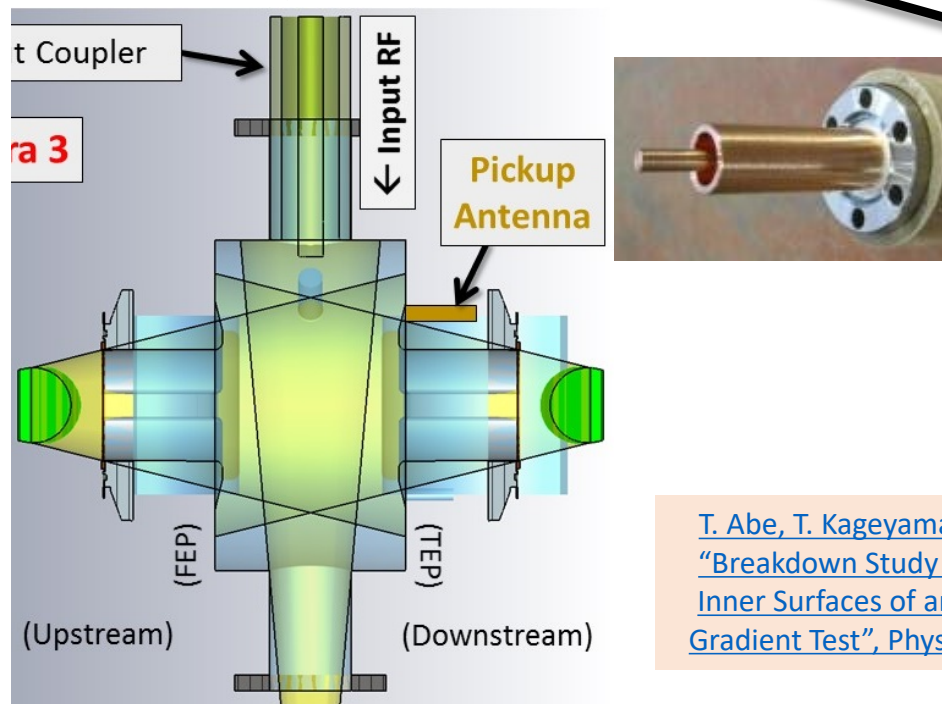 t Coupler
ra 3
← Input RF
Pickup
Antenna
(FEP)
(TEP)
(Upstream)
(Downstream)
T. Abe, T. Kageyama
“Breakdown Study
Inner Surfaces of a
Gradient Test”, Phys